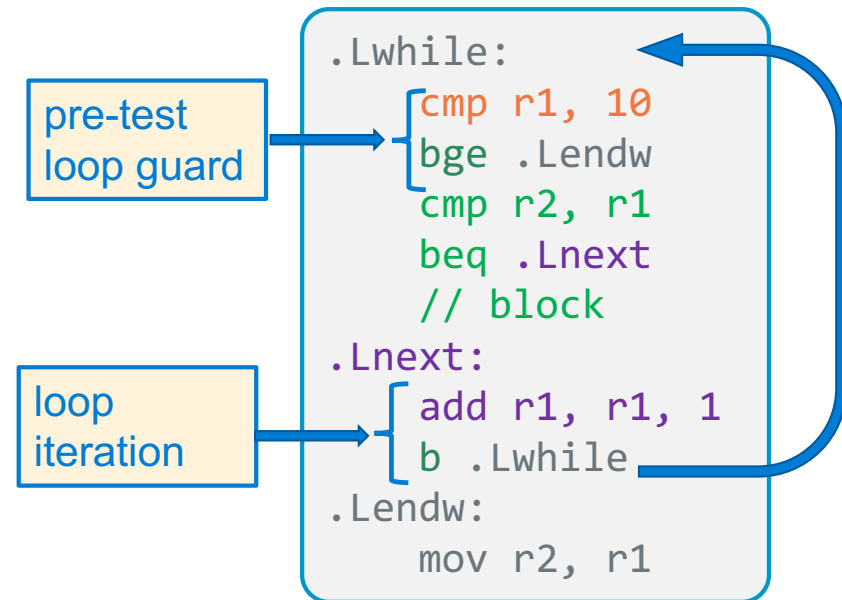 .Lwhile:
cmp r1, 10
pre-test
loop guard
bge .Lendw
cmp r2, r1
beq .Lnext
// block
.Lnext:
loop
iteration
add r1, r1, 1
b .Lwhile
.Lendw:
mov r2, r1